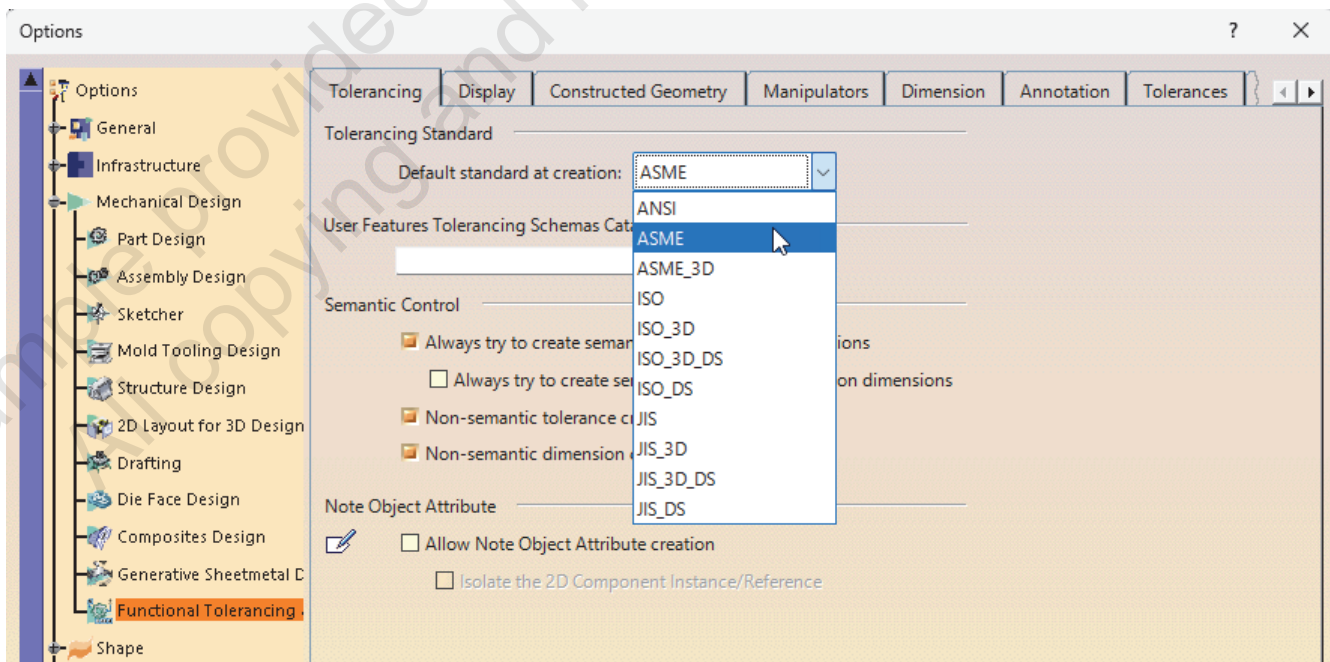 Options
?
Options
General
Infrastructure
Mechanical Design
Part Design
Assembly Design
Sketcher
Mold Tooling Design
Structure Design
2D Layout for 3D Design
Drafting
Die Face Design
Composites Design
Generative Sheetmetal D
Functional Tolerancing
Shape
Tolerancing Display Constructed Geometry Manipulators Dimension Annotation Tolerances
Tolerancing Standard
Default standard at creation: ASME
ANSI
ASME
ASME_3D
ISO
ISO_3D
ISO_3D_DS
ISO_DS
JIS
JIS_3D
JIS_3D_DS
JIS_DS
User Features Tolerancing Schemas Cat
Semantic Control
Always try to create seman ions
Always try to create se on dimensions
Non-semantic tolerance c
Non-semantic dimension
Note Object Attribute
Allow Note Object Attribute creation
Isolate the 2D Component Instance/Reference
provided
All copying and